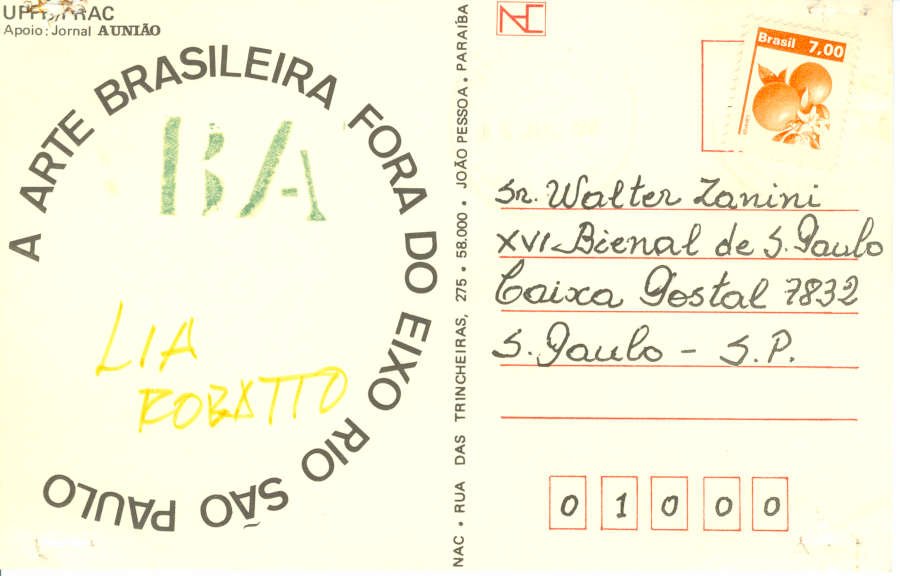 Apoio: Jornal A UNIÃO
A ARTE BRASILEIRA FORA DO EIXO RIO SÃO PAULO
BA
LIA
ROBATTO
NAC • RUA DAS TRINCHEIRAS, 275 • 58.000 • JOÃO PESSOA • PARAÍBA
NAC
Brasil 7,00
Sr. Walter Zanini
XVI Bienal de S. Paulo
Caixa Postal 7832
S. Paulo - S.P.
0 1 0 0 0